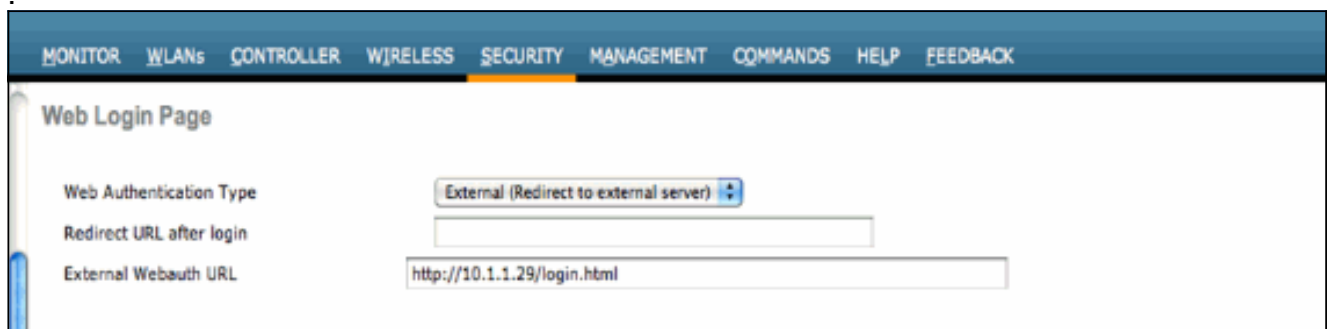 MONITOR WLANs CONTROLLER WIRELESS SECURITY MANAGEMENT COMMANDS HELP FEEDBACK
Web Login Page
Web Authentication Type External (Redirect to external server)
Redirect URL after login
External Webauth URL http://10.1.1.29/login.html